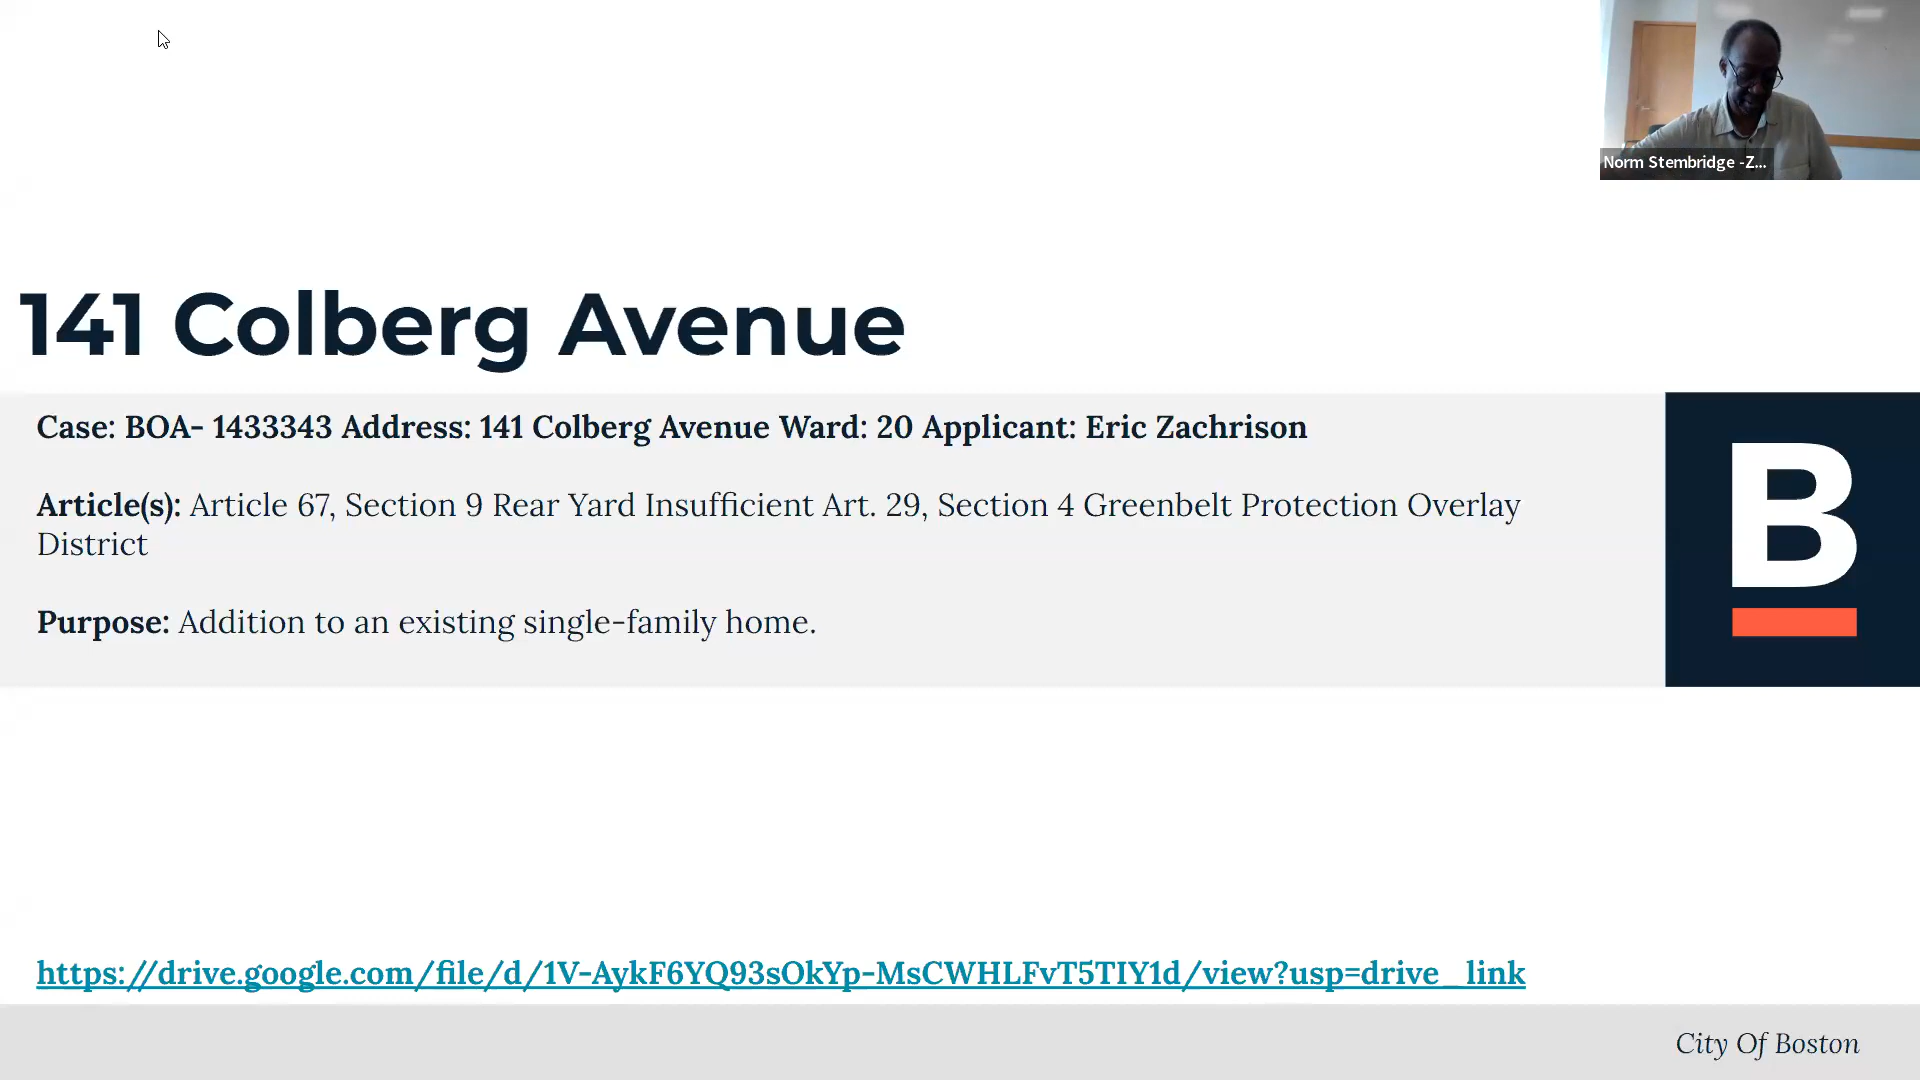 Norm Stembridge -Z...
141 Colberg Avenue
Case: BOA- 1433343 Address: 141 Colberg Avenue Ward: 20 Applicant: Eric Zachrison
Article(s): Article 67, Section 9 Rear Yard Insufficient Art. 29, Section 4 Greenbelt Protection Overlay
District
Purpose: Addition to an existing single-family home.
B
https://drive.google.com/file/d/1V-AykF6YQ93sOkYp-MsCWHLFvT5TIY1d/view?usp=drive_link
City Of Boston